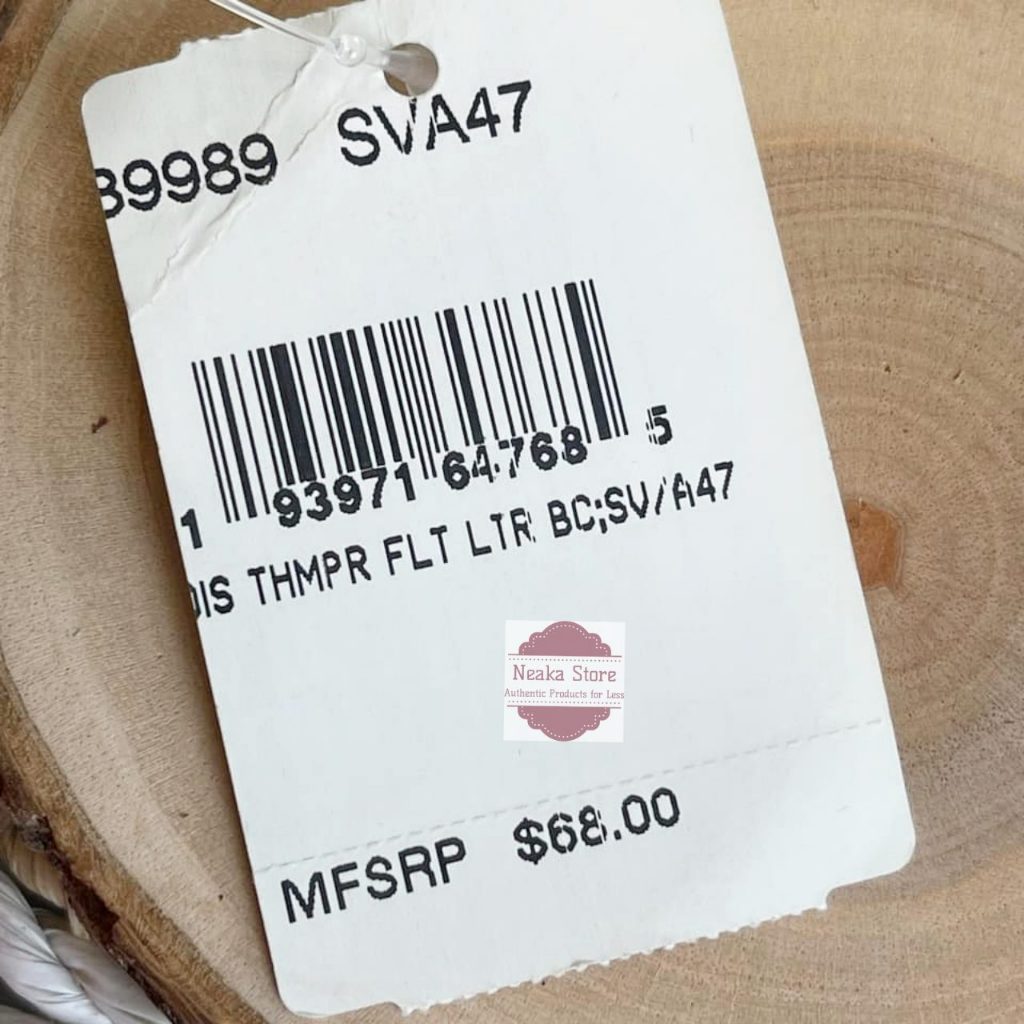 89989 SVA47
1 93971 64768 5
DIS THMPR FLT LTR BC;SV/A47
Neaka Store
Authentic Products for Less
MFSRP $68.00